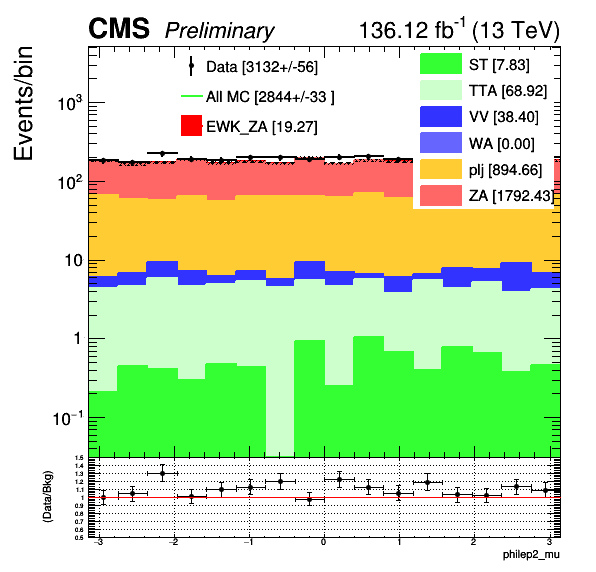 CMS Preliminary 136.12 fb⁻¹ (13 TeV)
Events/bin
Data [3132+/-56]
All MC [2844+/-33 ]
EWK_ZA [19.27]
ST [7.83]
TTA [68.92]
VV [38.40]
WA [0.00]
plj [894.66]
ZA [1792.43]
10³
10²
10
1
10⁻¹
(Data/Bkg)
1.5
1.4
1.3
1.2
1.1
1
0.9
0.8
0.7
0.6
0.5
−3 −2 −1 0 1 2 3
philep2_mu